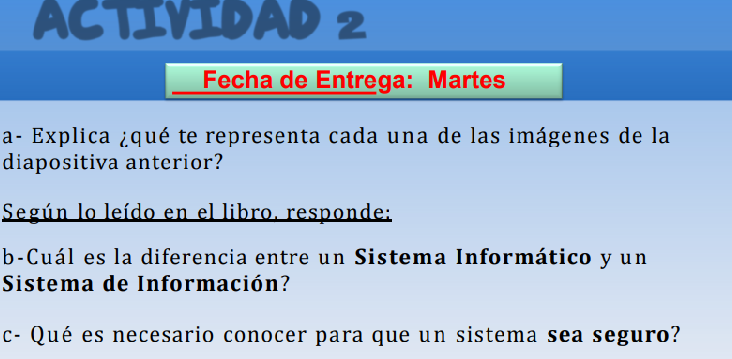 ACTIVIDAD 2
Fecha de Entrega: Martes
a- Explica ¿qué te representa cada una de las imágenes de la
diapositiva anterior?
Según lo leído en el libro, responde:
b-Cuál es la diferencia entre un Sistema Informático y un
Sistema de Información?
c- Qué es necesario conocer para que un sistema sea seguro?